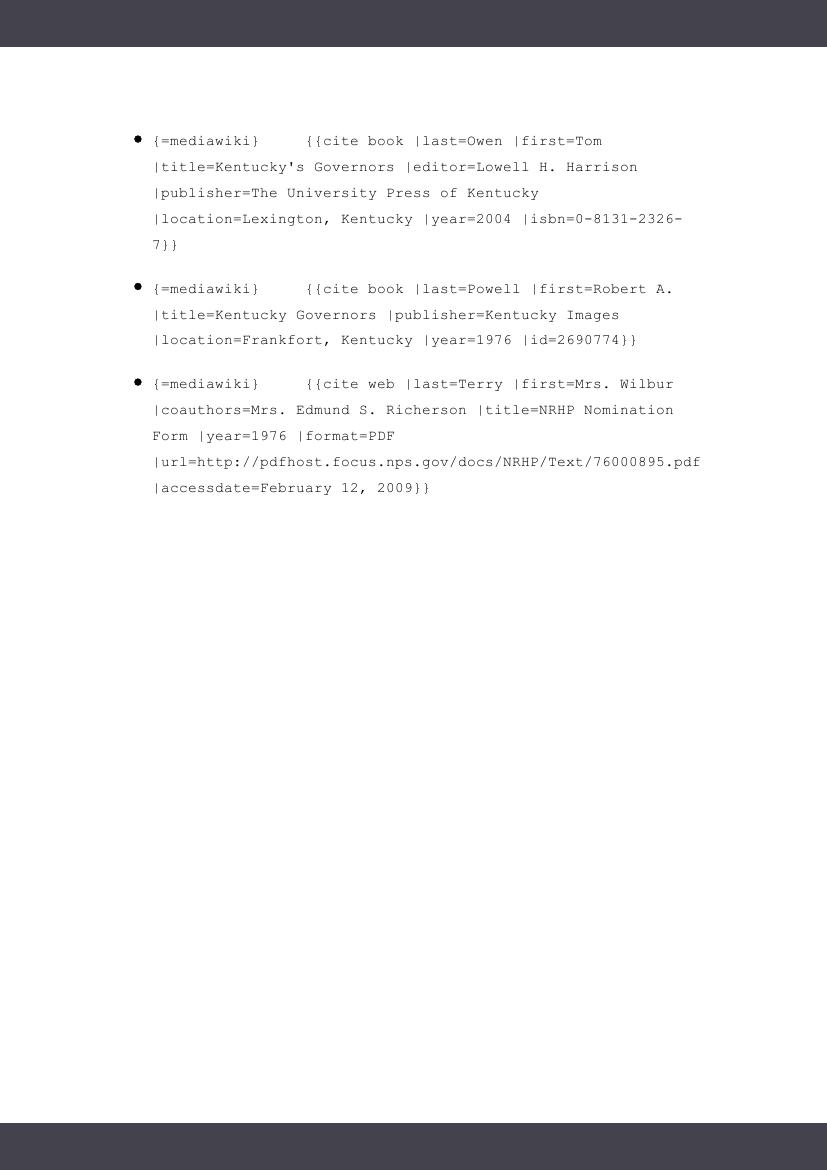 • {=mediawiki}     {{cite book |last=Owen |first=Tom
|title=Kentucky's Governors |editor=Lowell H. Harrison
|publisher=The University Press of Kentucky
|location=Lexington, Kentucky |year=2004 |isbn=0-8131-2326-
7}}
• {=mediawiki}     {{cite book |last=Powell |first=Robert A.
|title=Kentucky Governors |publisher=Kentucky Images
|location=Frankfort, Kentucky |year=1976 |id=2690774}}
• {=mediawiki}     {{cite web |last=Terry |first=Mrs. Wilbur
|coauthors=Mrs. Edmund S. Richerson |title=NRHP Nomination
Form |year=1976 |format=PDF
|url=http://pdfhost.focus.nps.gov/docs/NRHP/Text/76000895.pdf
|accessdate=February 12, 2009}}